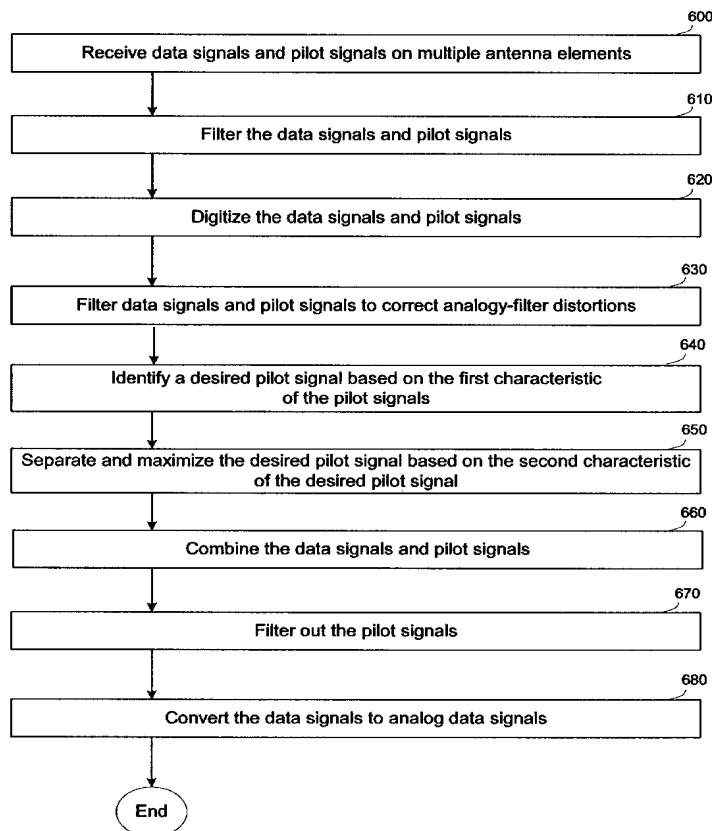 600
Receive data signals and pilot signals on multiple antenna elements
610
Filter the data signals and pilot signals
620
Digitize the data signals and pilot signals
630
Filter data signals and pilot signals to correct analogy-filter distortions
640
Identify a desired pilot signal based on the first characteristic
of the pilot signals
650
Separate and maximize the desired pilot signal based on the second characteristic
of the desired pilot signal
660
Combine the data signals and pilot signals
670
Filter out the pilot signals
680
Convert the data signals to analog data signals
End